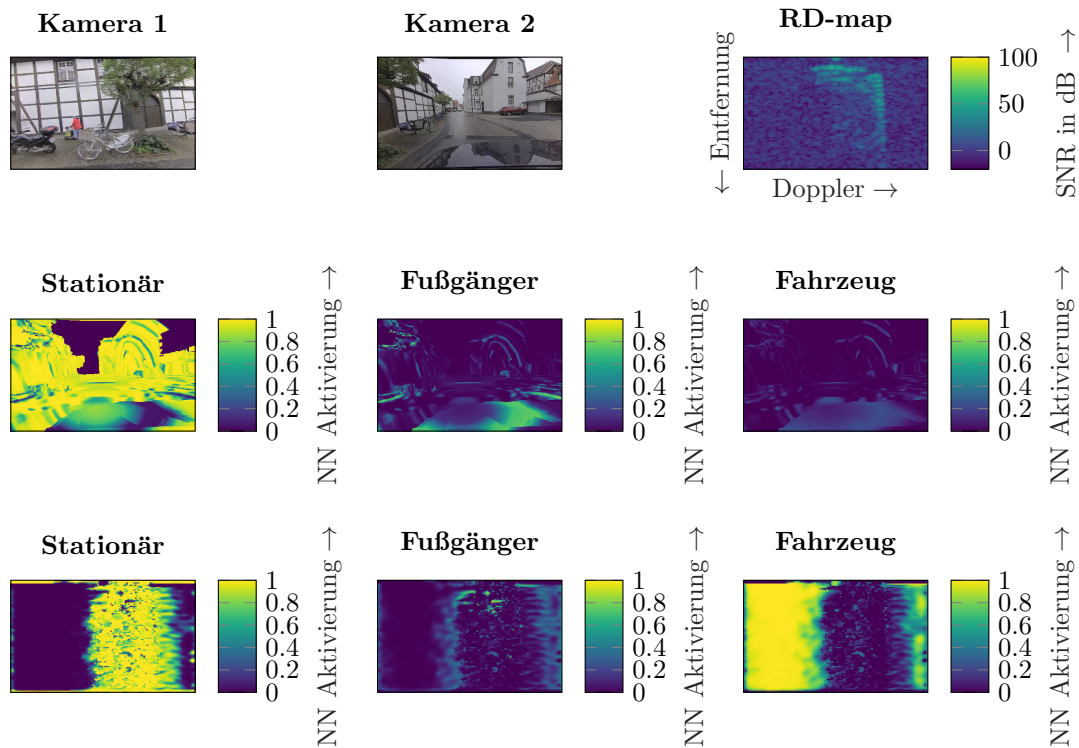 Kamera 1
Kamera 2
RD-map
← Entfernung
Doppler →
100
50
0
SNR in dB →
Stationär
1
0.8
0.6
0.4
0.2
0
NN Aktivierung →
Fußgänger
1
0.8
0.6
0.4
0.2
0
NN Aktivierung →
Fahrzeug
1
0.8
0.6
0.4
0.2
0
NN Aktivierung →
Stationär
1
0.8
0.6
0.4
0.2
0
NN Aktivierung →
Fußgänger
1
0.8
0.6
0.4
0.2
0
NN Aktivierung →
Fahrzeug
1
0.8
0.6
0.4
0.2
0
NN Aktivierung →